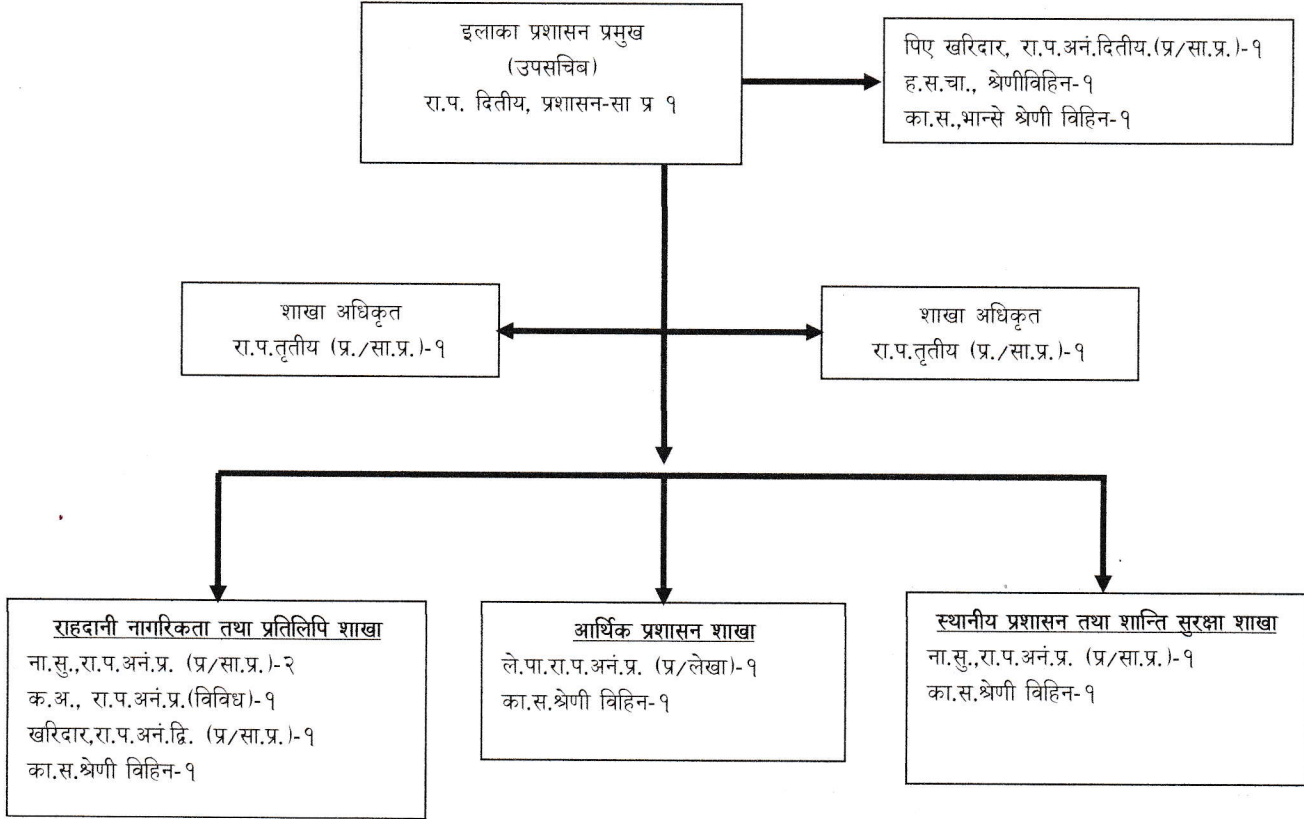 इलाका प्रशासन प्रमुख
(उपसचिब)
रा.प. दितीय, प्रशासन-सा प्र १
पिए खरिदार, रा.प.अनं.दितीय.(प्र/सा.प्र.)-१
ह.स.चा., श्रेणीविहिन-१
का.स.,भान्से श्रेणी विहिन-१
शाखा अधिकृत
रा.प.तृतीय (प्र./सा.प्र.)-१
शाखा अधिकृत
रा.प.तृतीय (प्र./सा.प्र.)-१
राहदानी नागरिकता तथा प्रतिलिपि शाखा
ना.सु.,रा.प.अनं.प्र. (प्र/सा.प्र.)-२
क.अ., रा.प.अनं.प्र.(विविध)-१
खरिदार,रा.प.अनं.द्वि. (प्र/सा.प्र.)-१
का.स.श्रेणी विहिन-१
आर्थिक प्रशासन शाखा
ले.पा.रा.प.अनं.प्र. (प्र/लेखा)-१
का.स.श्रेणी विहिन-१
स्थानीय प्रशासन तथा शान्ति सुरक्षा शाखा
ना.सु.,रा.प.अनं.प्र. (प्र/सा.प्र.)-१
का.स.श्रेणी विहिन-१